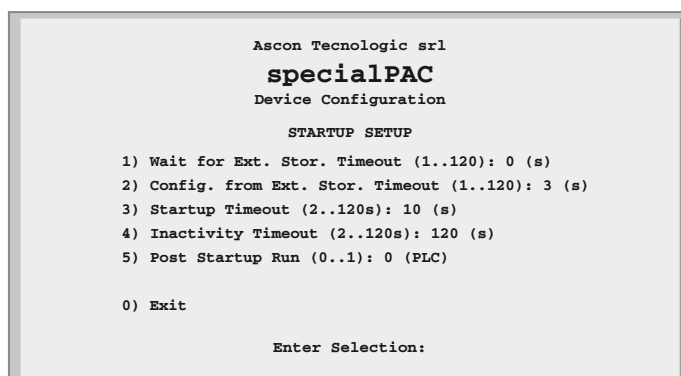 Ascon Tecnologic srl
specialPAC
Device Configuration
STARTUP SETUP
1) Wait for Ext. Stor. Timeout (1..120): 0 (s)
2) Config. from Ext. Stor. Timeout (1..120): 3 (s)
3) Startup Timeout (2..120s): 10 (s)
4) Inactivity Timeout (2..120s): 120 (s)
5) Post Startup Run (0..1): 0 (PLC)
0) Exit
Enter Selection: